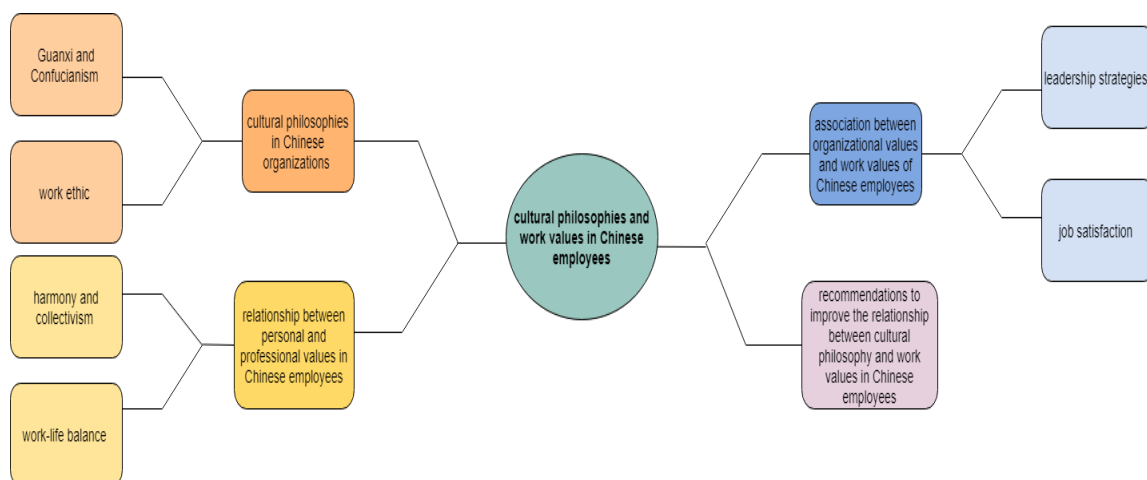 Guanxi and
Confucianism
work ethic
harmony and
collectivism
work-life balance
cultural philosophies
in Chinese
organizations
relationship between
personal and
professional values in
Chinese employees
cultural philosophies and
work values in Chinese
employees
association between
organizational values
and work values of
Chinese employees
recommendations to
improve the relationship
between cultural
philosophy and work
values in Chinese
employees
leadership strategies
job satisfaction